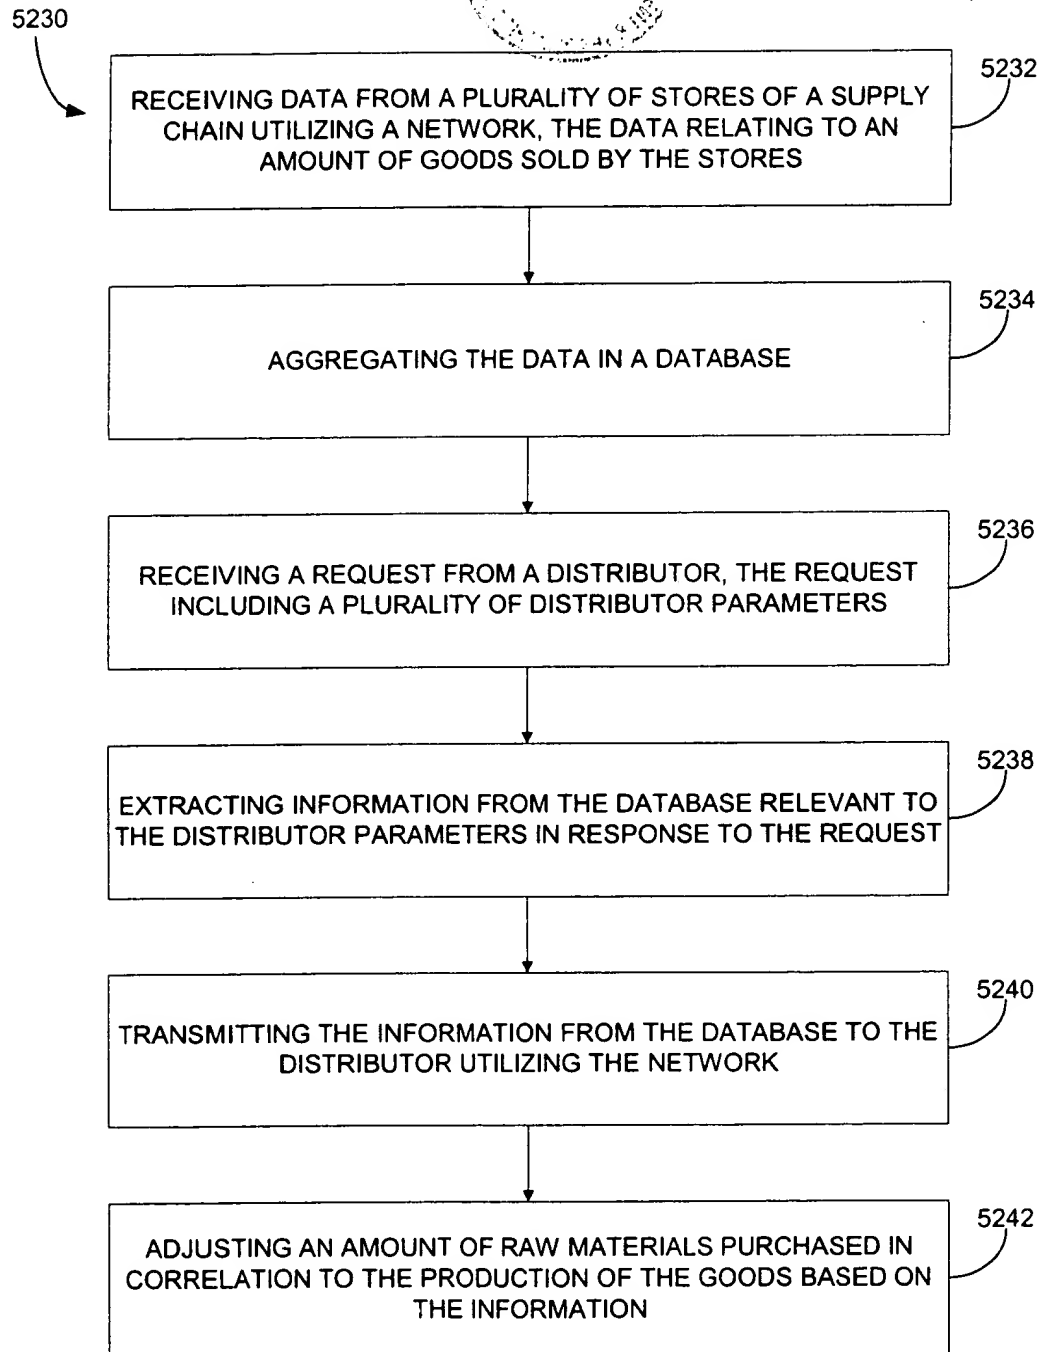 5230
5232
RECEIVING DATA FROM A PLURALITY OF STORES OF A SUPPLY
CHAIN UTILIZING A NETWORK, THE DATA RELATING TO AN
AMOUNT OF GOODS SOLD BY THE STORES
5234
AGGREGATING THE DATA IN A DATABASE
5236
RECEIVING A REQUEST FROM A DISTRIBUTOR, THE REQUEST
INCLUDING A PLURALITY OF DISTRIBUTOR PARAMETERS
5238
EXTRACTING INFORMATION FROM THE DATABASE RELEVANT TO
THE DISTRIBUTOR PARAMETERS IN RESPONSE TO THE REQUEST
5240
TRANSMITTING THE INFORMATION FROM THE DATABASE TO THE
DISTRIBUTOR UTILIZING THE NETWORK
5242
ADJUSTING AN AMOUNT OF RAW MATERIALS PURCHASED IN
CORRELATION TO THE PRODUCTION OF THE GOODS BASED ON
THE INFORMATION